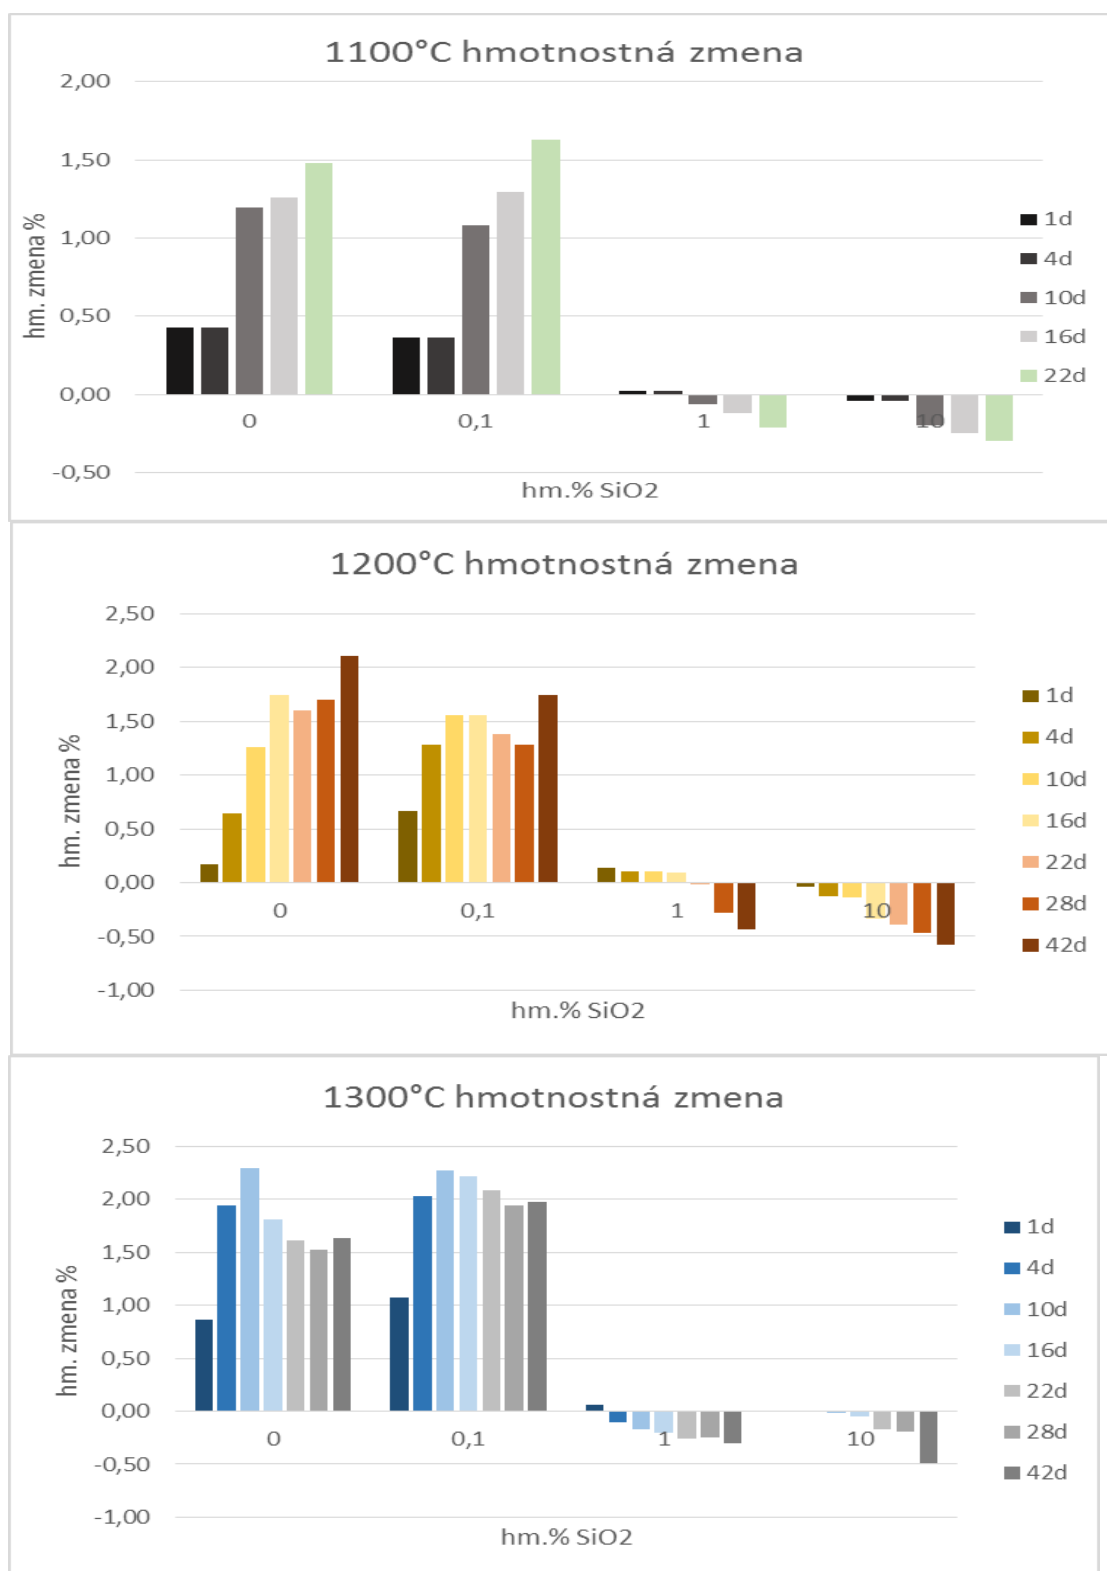 1100°C hmotnostná zmena
2,00
1,50
1,00
0,50
0,00
-0,50
hm. zmena %
0 0,1 1 10
hm.% SiO2
1d
4d
10d
16d
22d
1200°C hmotnostná zmena
2,50
2,00
1,50
1,00
0,50
0,00
-0,50
-1,00
hm. zmena %
0 0,1 1 10
hm.% SiO2
1d
4d
10d
16d
22d
28d
42d
1300°C hmotnostná zmena
2,50
2,00
1,50
1,00
0,50
0,00
-0,50
-1,00
hm. zmena %
0 0,1 1 10
hm.% SiO2
1d
4d
10d
16d
22d
28d
42d